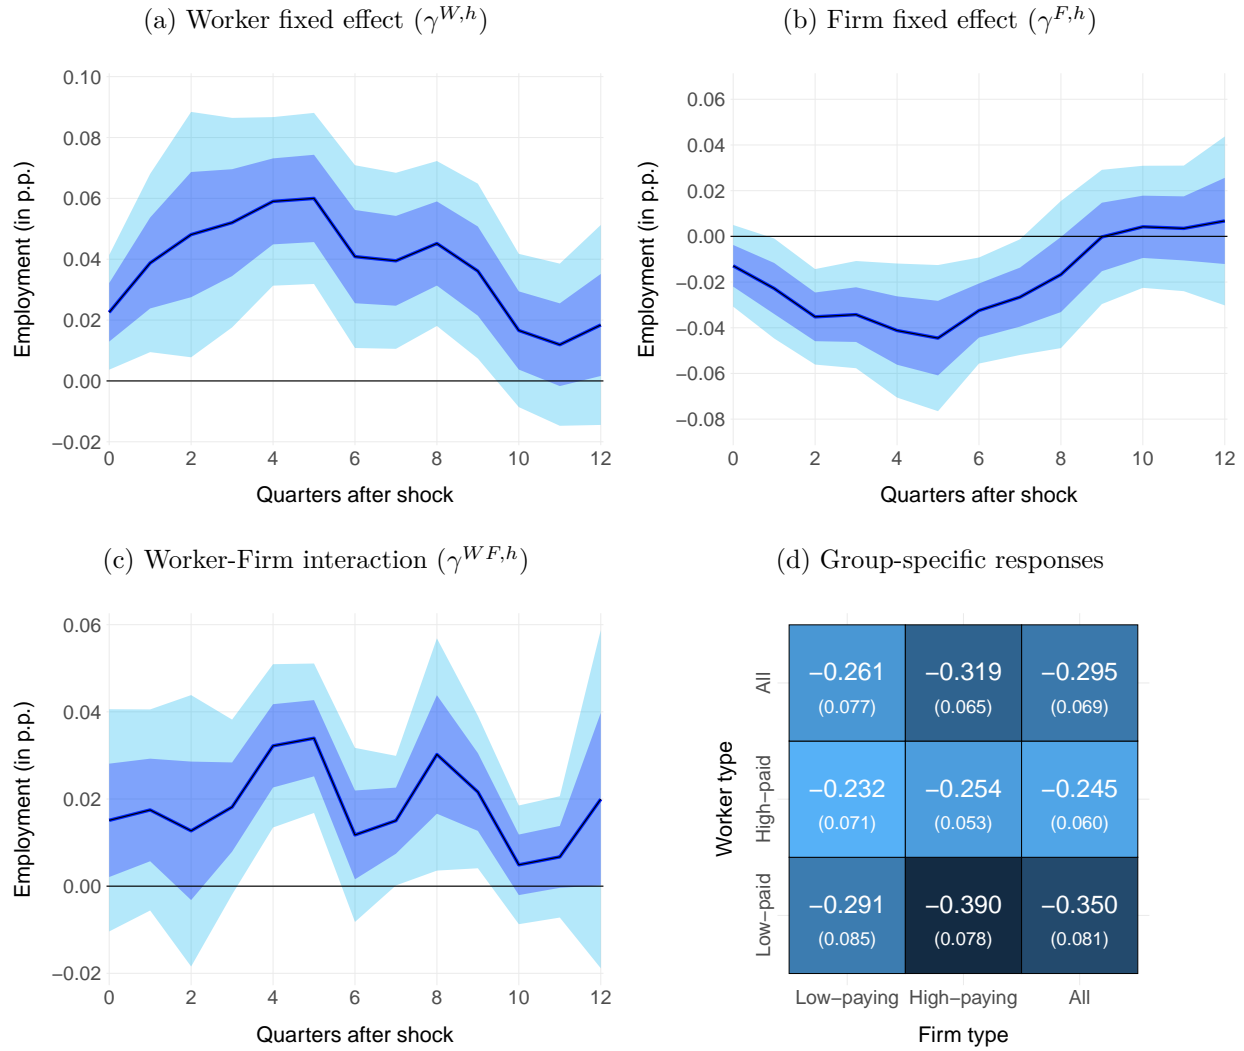 (a) Worker fixed effect (γ^{W,h})
Employment (in p.p.)
0.10
0.08
0.06
0.04
0.02
0.00
−0.02
0 2 4 6 8 10 12
Quarters after shock
(b) Firm fixed effect (γ^{F,h})
Employment (in p.p.)
0.06
0.04
0.02
0.00
−0.02
−0.04
−0.06
−0.08
0 2 4 6 8 10 12
Quarters after shock
(c) Worker-Firm interaction (γ^{WF,h})
Employment (in p.p.)
0.06
0.04
0.02
0.00
−0.02
0 2 4 6 8 10 12
Quarters after shock
(d) Group-specific responses
Worker type
All
−0.261 −0.319 −0.295
(0.077) (0.065) (0.069)
High−paid
−0.232 −0.254 −0.245
(0.071) (0.053) (0.060)
Low−paid
−0.291 −0.390 −0.350
(0.085) (0.078) (0.081)
Low−paying High−paying All
Firm type